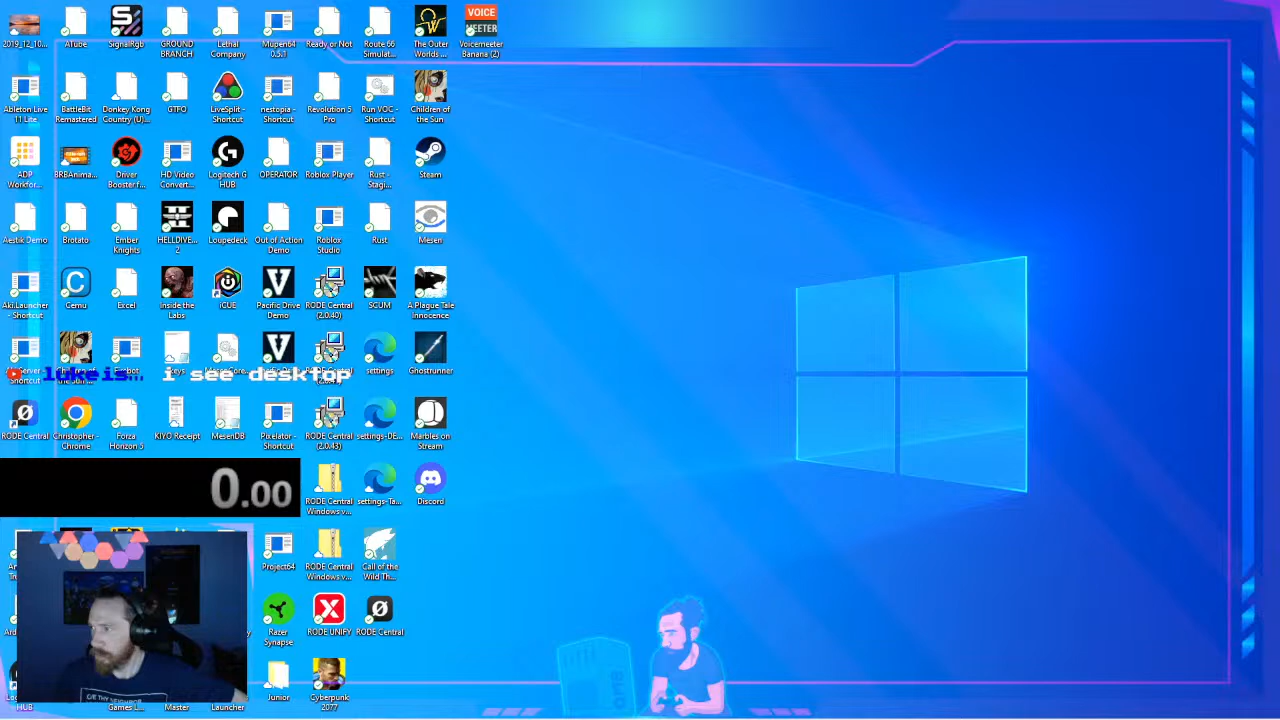 2019_12_10...
ATube
SignalRgb
GROUND BRANCH
Lethal Company
Mupen64 0.5.1
Ready or Not
Route 66 Simulat...
The Outer Worlds ...
VOICE MEETER
Voicemeeter Banana (2)
Ableton Live 11 Lite
BattleBit Remastered
Donkey Kong Country (U)...
GTFO
LiveSplit - Shortcut
nestopia - Shortcut
Revolution 5 Pro
Run VOC - Shortcut
Children of the Sun
ADP Workfor...
BRBAnima...
Driver Booster f...
HD Video Convert...
Logitech G HUB
OPERATOR
Roblox Player
Rust - Stagi...
Steam
Aestik Demo
Brotato
Ember Knights
HELLDIVE... 2
Loupedeck
Out of Action Demo
Roblox Studio
Rust
Mesen
Aki.Launcher - Shortcut
Cemu
Excel
Inside the Labs
iCUE
Pacific Drive Demo
RODE Central (2.0.40)
SCUM
A Plague Tale Innocence
settings
Ghostrunner
lukeis... i see desktop
RODE Central
Christopher - Chrome
Forza Horizon 5
KIYO Receipt
MesenDB
Pixelator - Shortcut
RODE Central (2.0.43)
settings-DE...
Marbles on Stream
0.00
RODE Central Windows v...
settings-Ta...
Discord
Project64
RODE Central Windows v...
Call of the Wild Th...
Razer Synapse
RODE UNIFY
RODE Central
HUB
Games L...
Master
Launcher
Junior
Cyberpunk 2077